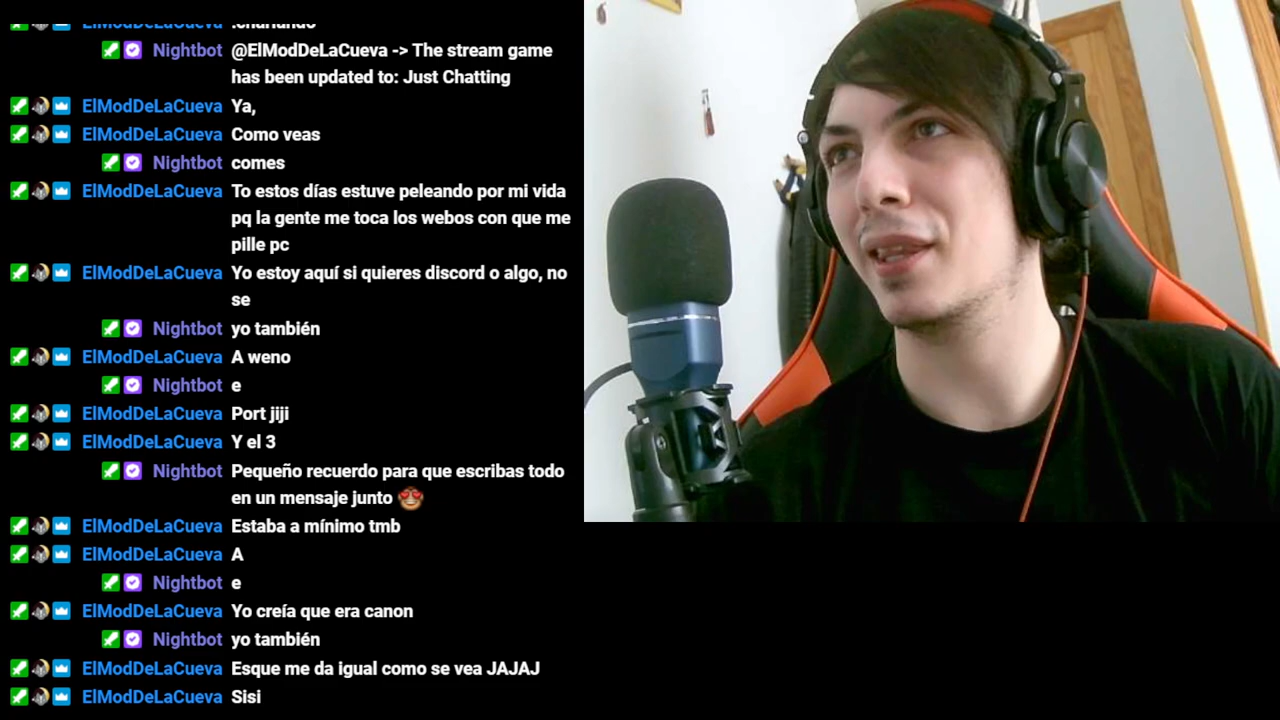 ElModDeLaCueva !charlando
Nightbot @ElModDeLaCueva -> The stream game
has been updated to: Just Chatting
ElModDeLaCueva Ya,
ElModDeLaCueva Como veas
Nightbot comes
ElModDeLaCueva To estos días estuve peleando por mi vida
pq la gente me toca los webos con que me
pille pc
ElModDeLaCueva Yo estoy aquí si quieres discord o algo, no
se
Nightbot yo también
ElModDeLaCueva A weno
Nightbot e
ElModDeLaCueva Port jiji
ElModDeLaCueva Y el 3
Nightbot Pequeño recuerdo para que escribas todo
en un mensaje junto
ElModDeLaCueva Estaba a mínimo tmb
ElModDeLaCueva A
Nightbot e
ElModDeLaCueva Yo creía que era canon
Nightbot yo también
ElModDeLaCueva Esque me da igual como se vea JAJAJ
ElModDeLaCueva Sisi